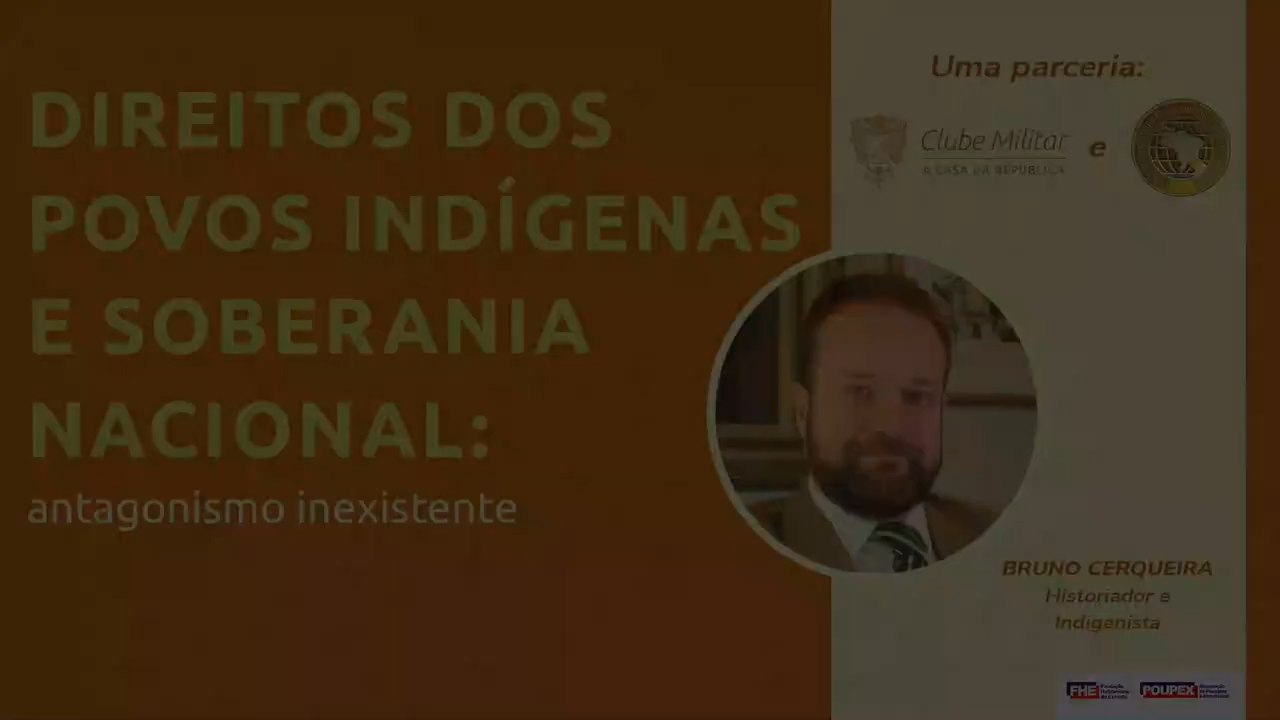 DIREITOS DOS
POVOS INDÍGENAS
E SOBERANIA
NACIONAL:
antagonismo inexistente
Uma parceria:
Clube Militar
A CASA DA REPÚBLICA
e
BRUNO CERQUEIRA
Historiador e
Indigenista
FHE
POUPEX